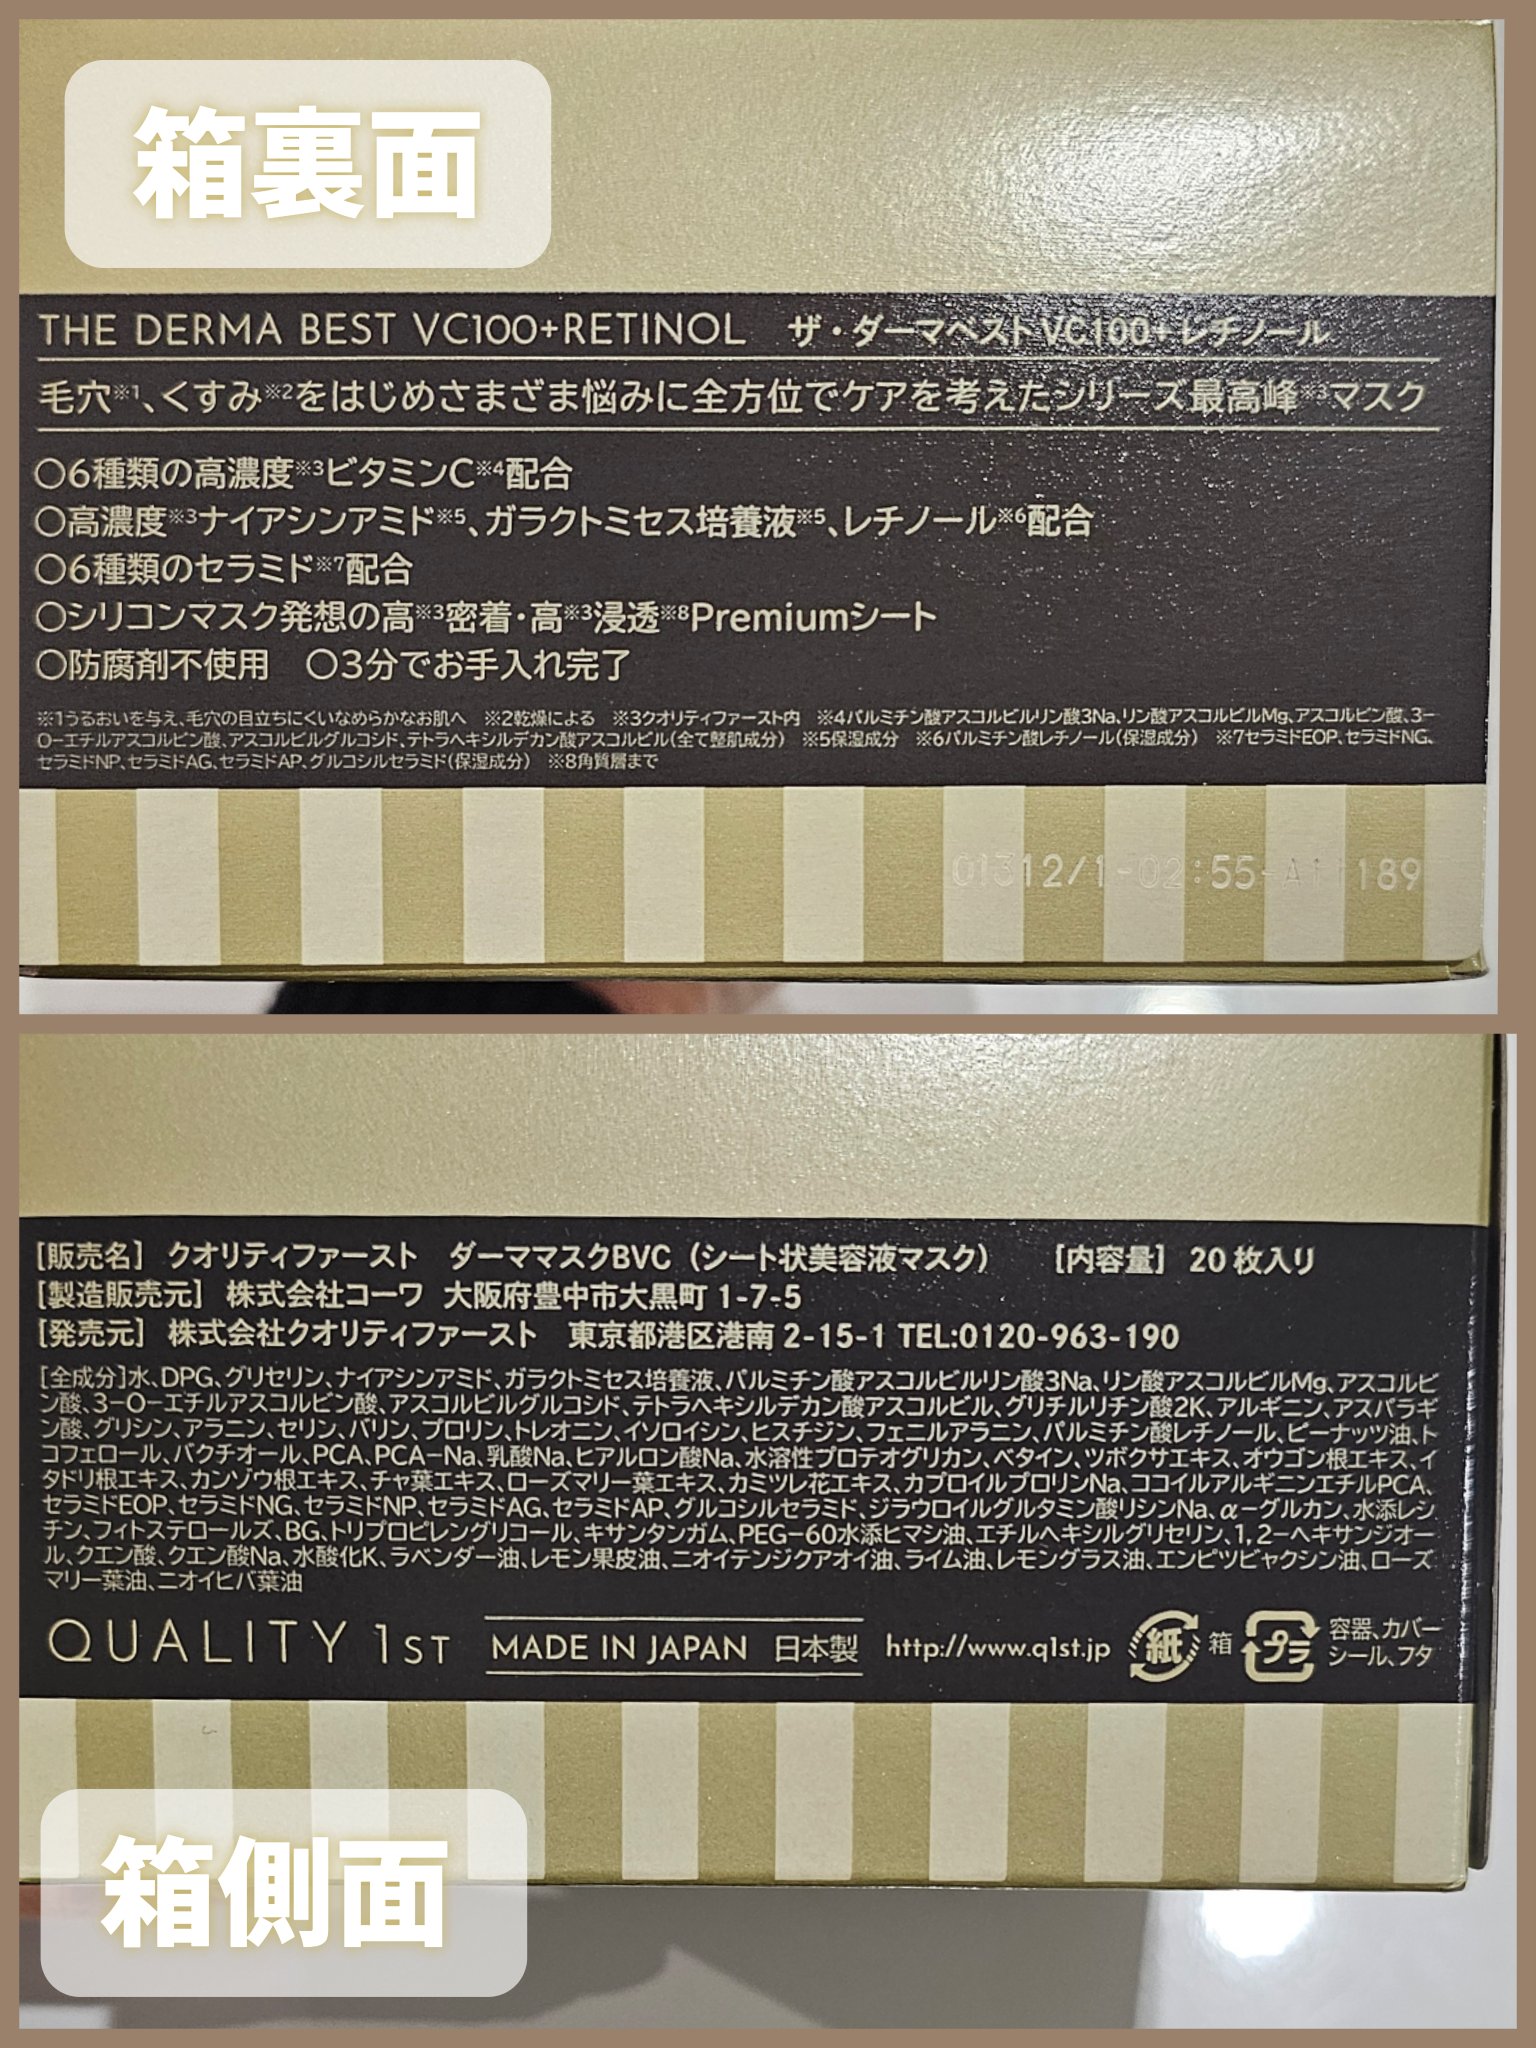 箱裏面
THE DERMA BEST VC100+RETINOL ザ・ダーマベスト VC100+レチノール
毛穴※1、くすみ※2をはじめさまざま悩みに全方位でケアを考えたシリーズ最高峰※3マスク
○6種類の高濃度※3ビタミンC※4配合
○高濃度※3ナイアシンアミド※5、ガラクトミセス培養液※5、レチノール※6配合
○6種類のセラミド※7配合
○シリコンマスク発想の高※3密着・高※3浸透※8Premiumシート
○防腐剤不使用 ○3分でお手入れ完了
※1うるおいを与え、毛穴の目立ちにくいなめらかなお肌へ ※2乾燥による ※3クオリティファースト内 ※4パルミチン酸アスコルビルリン酸3Na、リン酸アスコルビルMg、アスコルビン酸、3-
O-エチルアスコルビン酸、アスコルビルグルコシド、テトラヘキシルデカン酸アスコルビル(全て整肌成分) ※5保湿成分 ※6パルミチン酸レチノール(保湿成分) ※7セラミドEOP、セラミドNG、
セラミドNP、セラミドAG、セラミドAP、グルコシルセラミド(保湿成分) ※8角質層まで
[販売名] クオリティファースト ダーママスクBVC (シート状美容液マスク) [内容量] 20枚入り
[製造販売元] 株式会社コーワ 大阪府豊中市大黒町 1-7-5
[発売元] 株式会社クオリティファースト 東京都港区港南 2-15-1 TEL:0120-963-190
[全成分]水、DPG、グリセリン、ナイアシンアミド、ガラクトミセス培養液、パルミチン酸アスコルビルリン酸3Na、リン酸アスコルビルMg、アスコルビ
ン酸、3-O-エチルアスコルビン酸、アスコルビルグルコシド、テトラヘキシルデカン酸アスコルビル、グリチルリチン酸2K、アルギニン、アスパラギ
ン酸、グリシン、アラニン、セリン、バリン、プロリン、トレオニン、イソロイシン、ヒスチジン、フェニルアラニン、パルミチン酸レチノール、ピーナッツ油、ト
コフェロール、バクチオール、PCA、PCA-Na、乳酸Na、ヒアルロン酸Na、水溶性プロテオグリカン、ベタイン、ツボクサエキス、オウゴン根エキス、イ
タドリ根エキス、カンゾウ根エキス、チャ葉エキス、ローズマリー葉エキス、カミツレ花エキス、カプロイルプロリンNa、ココイルアルギニンエチルPCA、
セラミドEOP、セラミドNG、セラミドNP、セラミドAG、セラミドAP、グルコシルセラミド、ジラウロイルグルタミン酸リシンNa、α-グルカン、水添レシ
チン、フィトステロールズ、BG、トリプロピレングリコール、キサンタンガム、PEG-60水添ヒマシ油、エチルヘキシルグリセリン、1,2-ヘキサンジオー
ル、クエン酸、クエン酸Na、水酸化K、ラベンダー油、レモン果皮油、ニオイテンジクアオイ油、ライム油、レモングラス油、エンピツビャクシン油、ローズ
マリー葉油、ニオイヒバ葉油
QUALITY 1ST MADE IN JAPAN 日本製 http://www.q1st.jp 紙 箱 プラ 容器、カバー
シール、フタ
箱側面